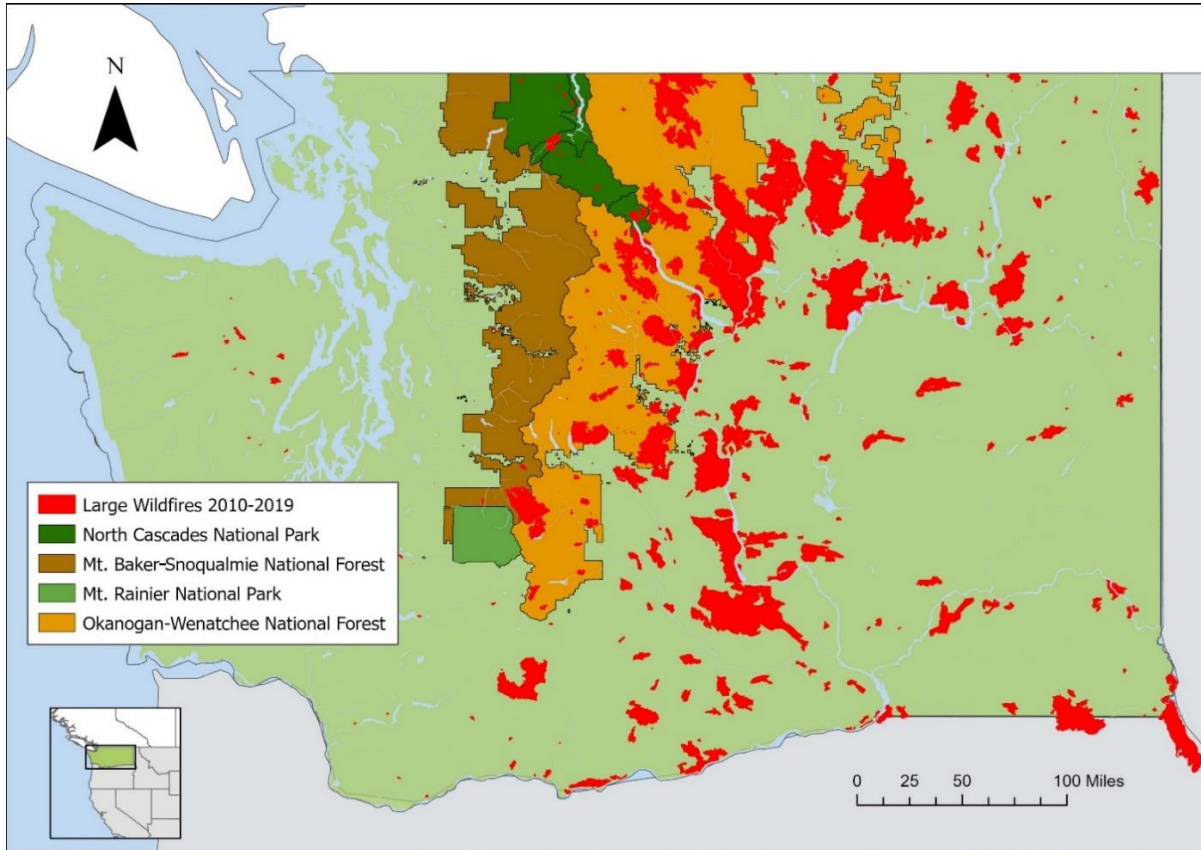 N
Large Wildfires 2010-2019
North Cascades National Park
Mt. Baker-Snoqualmie National Forest
Mt. Rainier National Park
Okanogan-Wenatchee National Forest
0 25 50 100 Miles